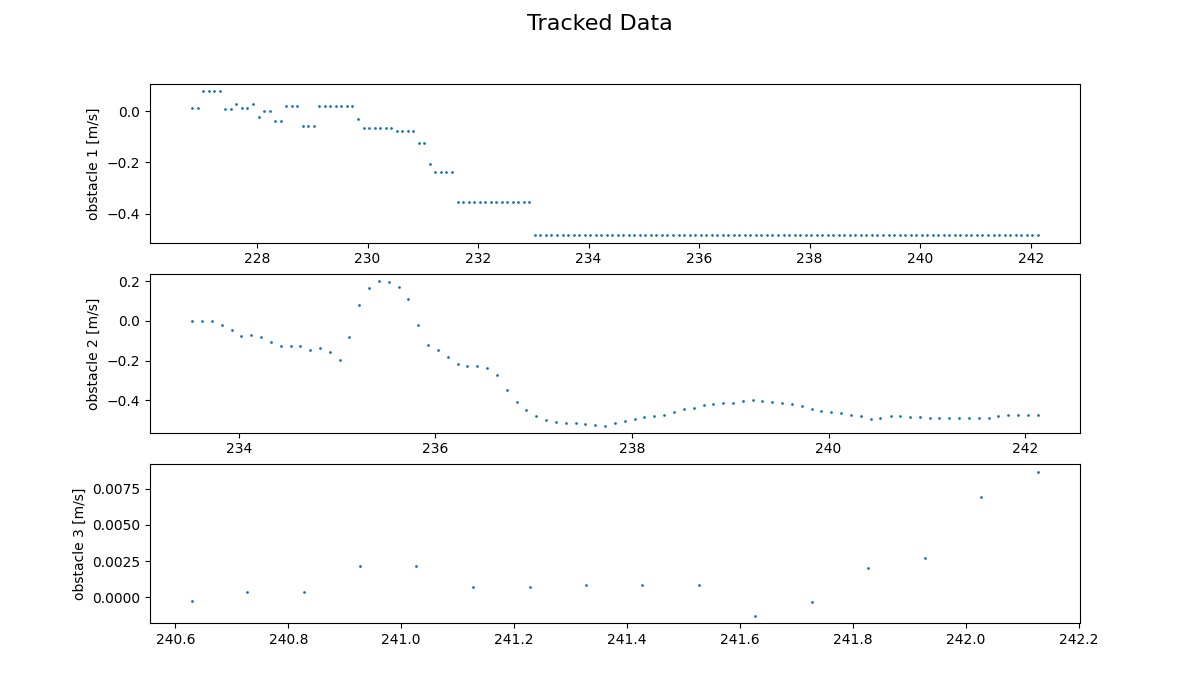 Tracked Data
obstacle 1 [m/s]
0.0
−0.2
−0.4
228 230 232 234 236 238 240 242
obstacle 2 [m/s]
0.2
0.0
−0.2
−0.4
234 236 238 240 242
obstacle 3 [m/s]
0.0075
0.0050
0.0025
0.0000
240.6 240.8 241.0 241.2 241.4 241.6 241.8 242.0 242.2